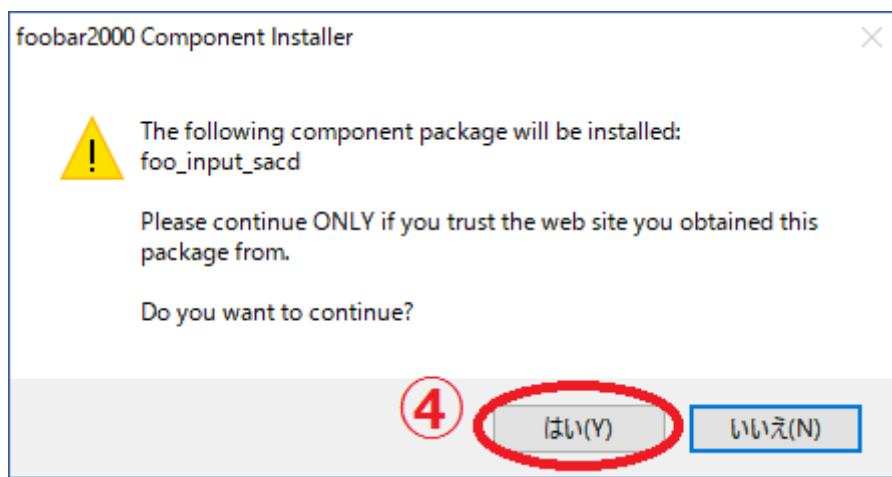 foobar2000 Component Installer
The following component package will be installed:
foo_input_sacd
Please continue ONLY if you trust the web site you obtained this
package from.
Do you want to continue?
④
はい(Y)
いいえ(N)